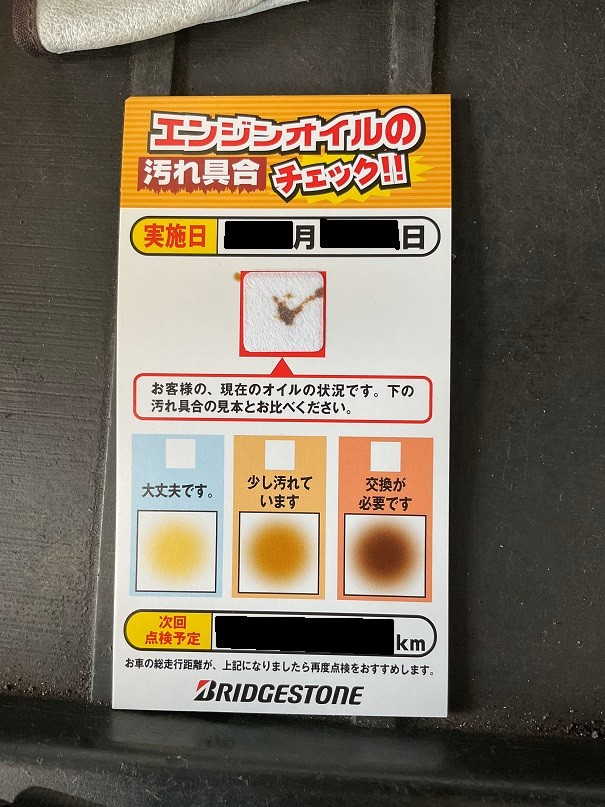 エンジンオイルの
汚れ具合 チェック!!
実施日 月 日
お客様の、現在のオイルの状況です。下の
汚れ具合の見本とお比べください。
大丈夫です。
少し汚れて
います
交換が
必要です
次回
点検予定
km
お車の総走行距離が、上記になりましたら再度点検をおすすめします。
BRIDGESTONE